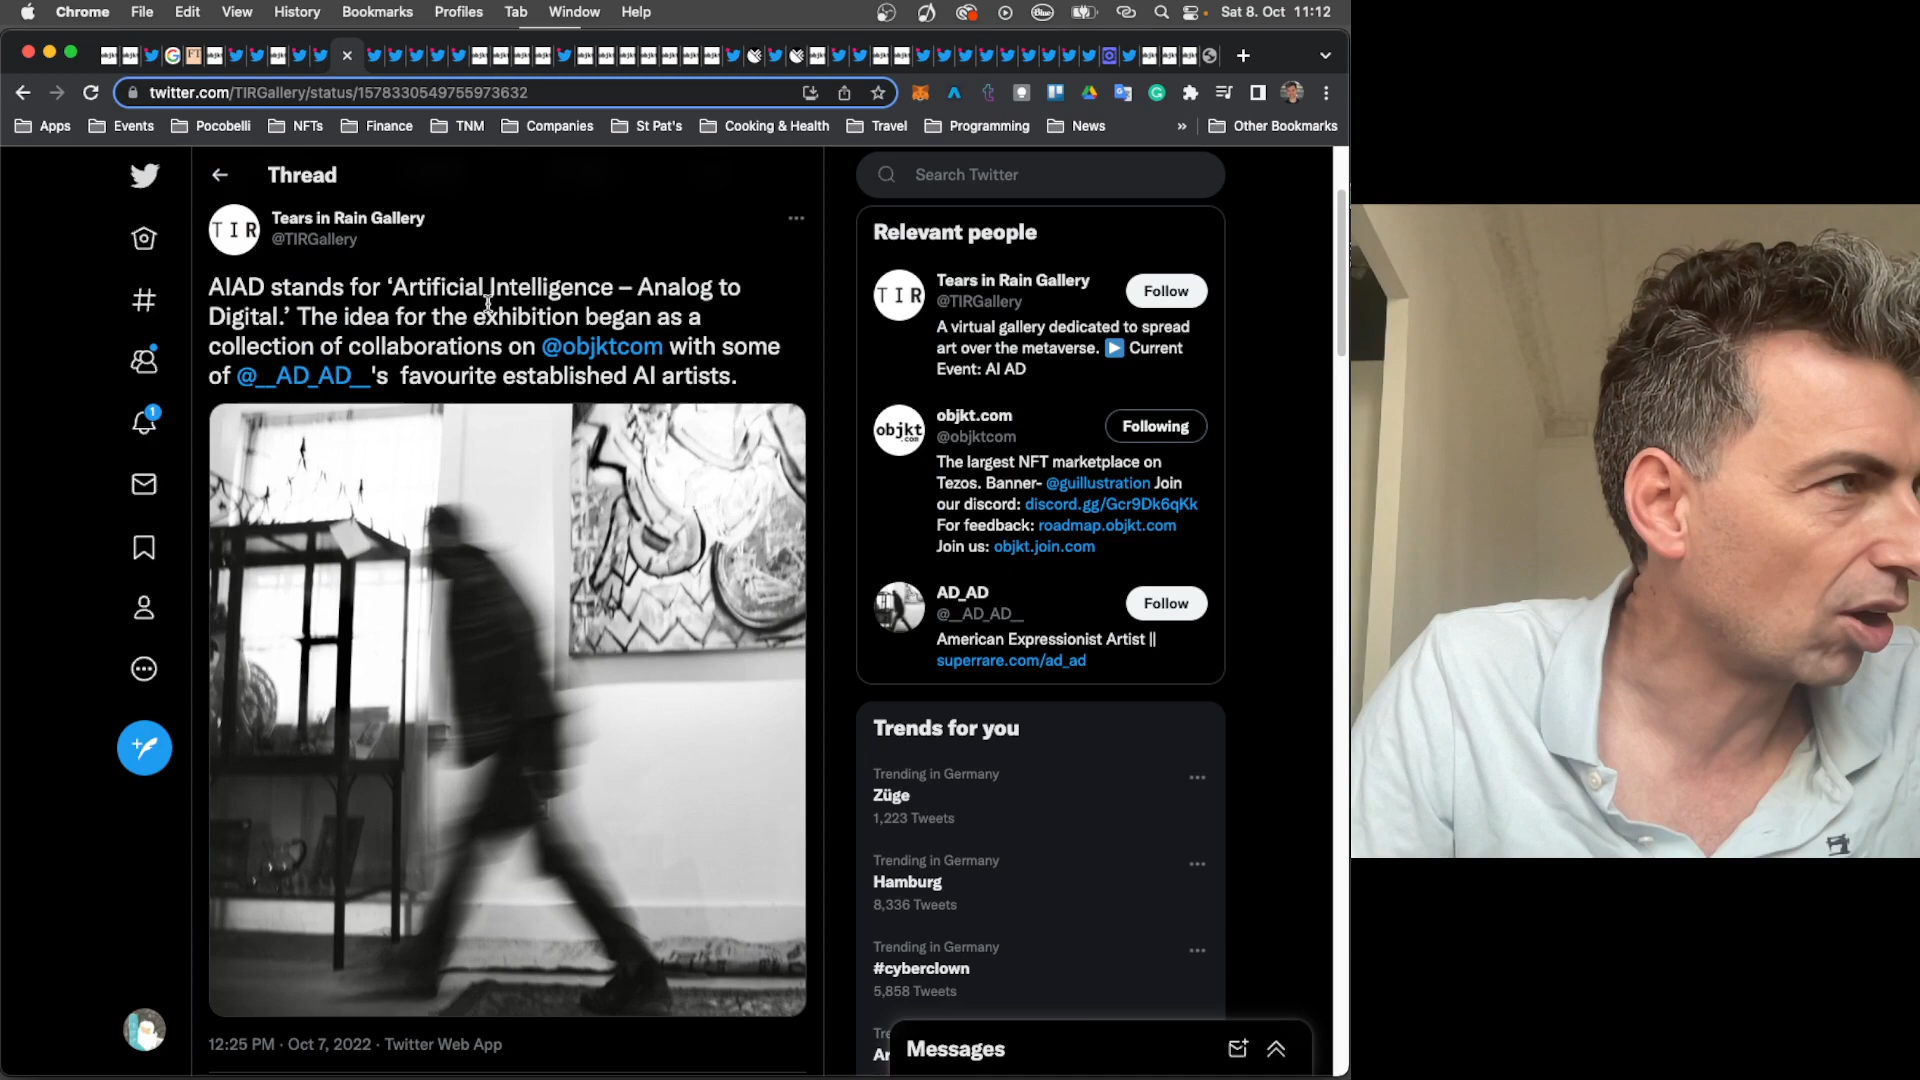 Chrome File Edit View History Bookmarks Profiles Tab Window Help
Blue
Sat 8. Oct 11:12
twitter.com/TIRGallery/status/1578330549755973632
Apps Events Pocobelli NFTs Finance TNM Companies St Pat's Cooking & Health Travel Programming News » Other Bookmarks
Thread
TIR
Tears in Rain Gallery
@TIRGallery
AIAD stands for ‘Artificial Intelligence – Analog to
Digital.’ The idea for the exhibition began as a
collection of collaborations on @objktcom with some
of @__AD_AD__'s favourite established AI artists.
12:25 PM · Oct 7, 2022 · Twitter Web App
1
Search Twitter
Relevant people
TIR
Tears in Rain Gallery
@TIRGallery
Follow
A virtual gallery dedicated to spread
art over the metaverse. ▶️ Current
Event: AI AD
objkt
.com
objkt.com
@objktcom
Following
The largest NFT marketplace on
Tezos. Banner- @guillustration Join
our discord: discord.gg/Gcr9Dk6qKk
For feedback: roadmap.objkt.com
Join us: objkt.join.com
AD_AD
@__AD_AD__
Follow
American Expressionist Artist ||
superrare.com/ad_ad
Trends for you
Trending in Germany
Züge
1,223 Tweets
Trending in Germany
Hamburg
8,336 Tweets
Trending in Germany
#cyberclown
5,858 Tweets
Messages